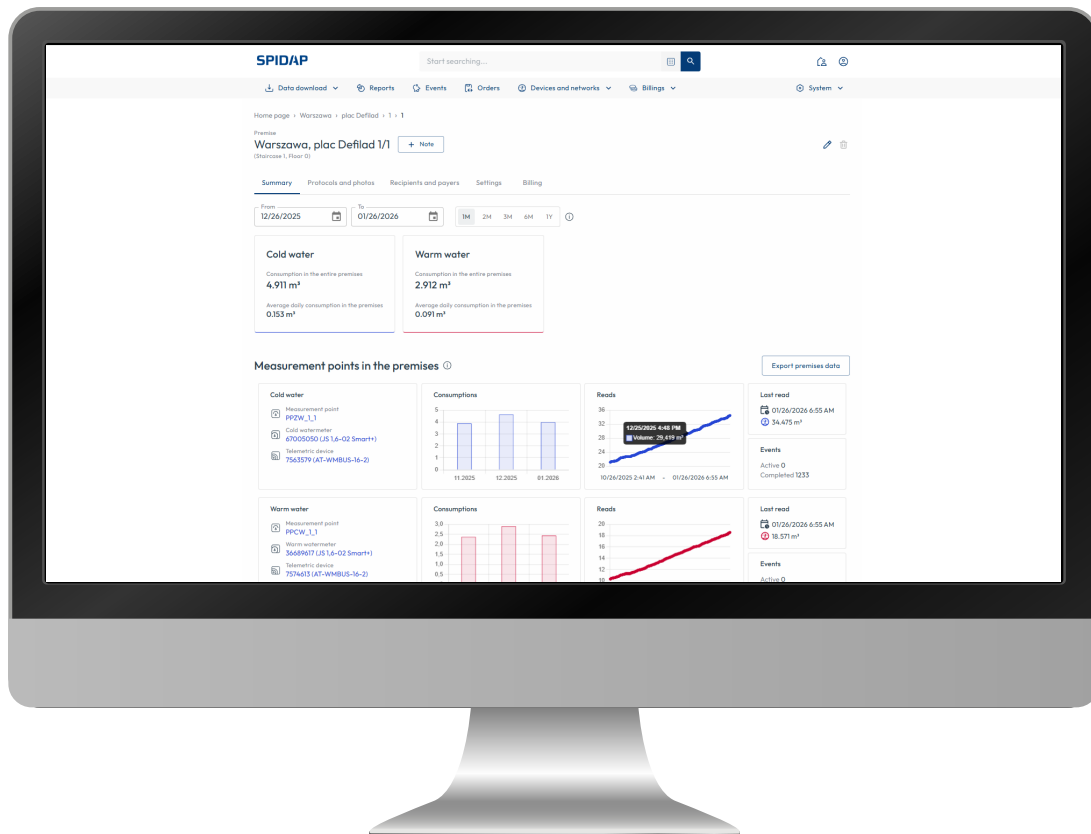 SPIDAP
Start searching...
Data download
Reports
Events
Orders
Devices and networks
Billings
System
Home page › Warszawa › plac Defilad › 1 › 1
Premise
Warszawa, plac Defilad 1/1
+ Note
(Staircase 1, Floor 0)
Summary
Protocols and photos
Recipients and payers
Settings
Billing
From
12/26/2025
To
01/26/2026
1M
2M
3M
6M
1Y
Cold water
Consumption in the entire premises
4.911 m³
Average daily consumption in the premises
0.153 m³
Warm water
Consumption in the entire premises
2.912 m³
Average daily consumption in the premises
0.091 m³
Measurement points in the premises
Export premises data
Cold water
Measurement point
PPZW_1_1
Cold watermeter
67005050 (JS 1,6-02 Smart+)
Telemetric device
7563579 (AT-WMBUS-16-2)
Consumptions
5
4
3
2
1
0
11.2025
12.2025
01.2026
Reads
36
32
28
24
20
12/25/2025 4:48 PM
Volume: 29,419 m³
10/26/2025 2:41 AM - 01/26/2026 6:55 AM
Last read
01/26/2026 6:55 AM
34.475 m³
Events
Active 0
Completed 1233
Warm water
Measurement point
PPCW_1_1
Warm watermeter
36689617 (JS 1,6-02 Smart+)
Telemetric device
7574613 (AT-WMBUS-16-2)
Consumptions
3,0
2,5
2,0
1,5
1,0
0,5
Reads
20
18
16
14
12
10
Last read
01/26/2026 6:55 AM
18.571 m³
Events
Active 0